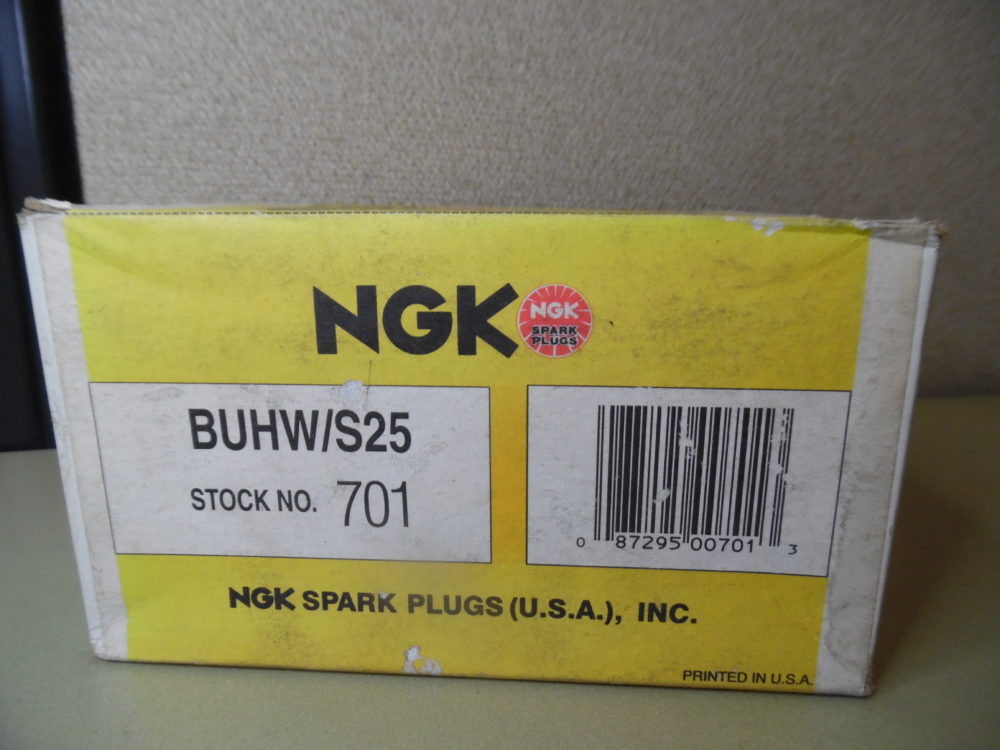 NGK
NGK
SPARK
PLUGS
BUHW/S25
STOCK NO. 701
0 87295 00701 3
NGK SPARK PLUGS (U.S.A.), INC.
PRINTED IN U.S.A.